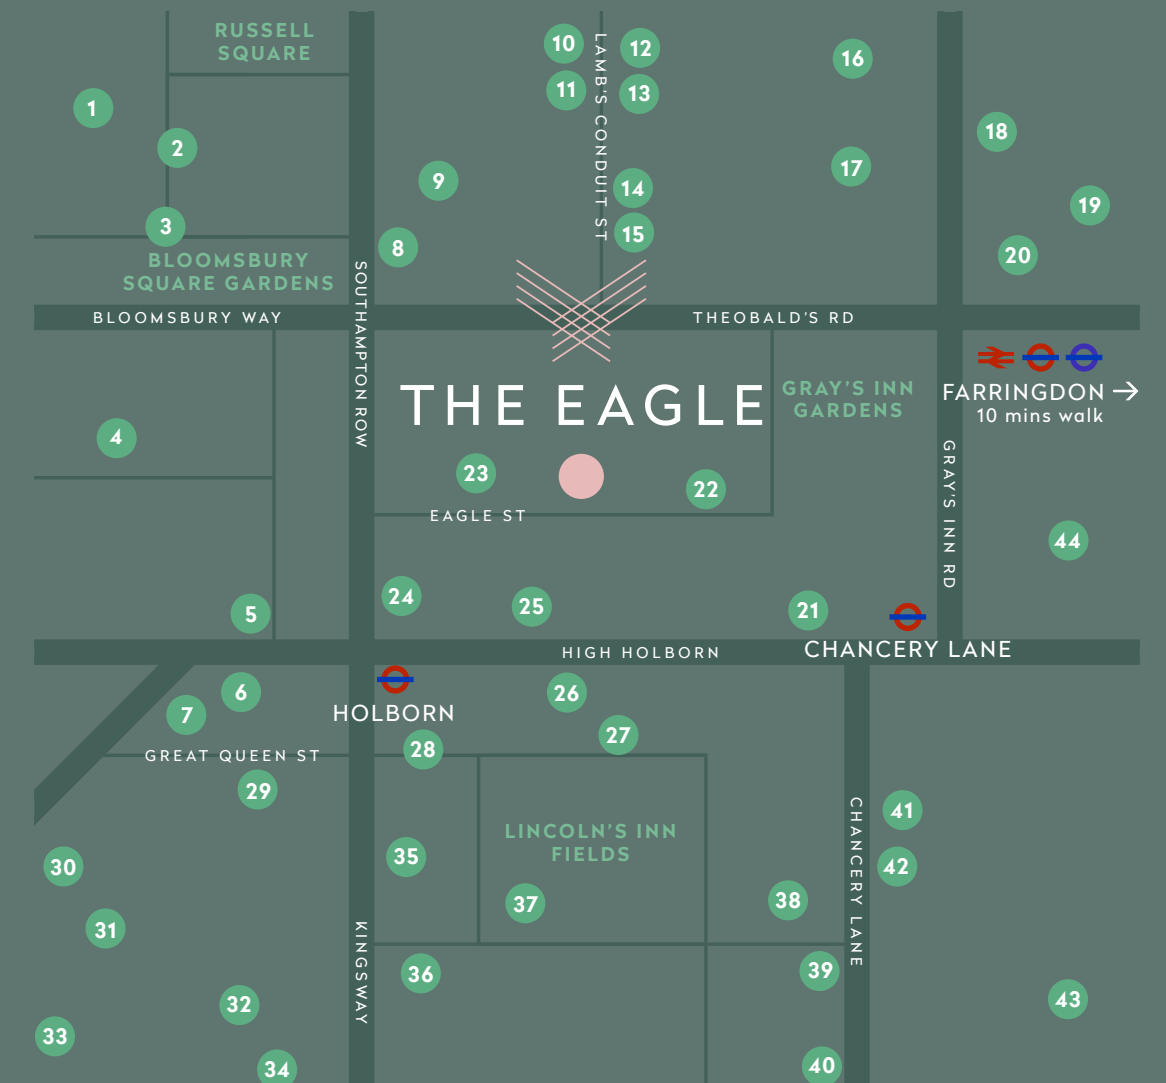 RUSSELL
SQUARE
10
12
16
1
11
13
LAMB'S CONDUIT ST
18
2
17
9
14
19
3
15
8
20
BLOOMSBURY
SQUARE GARDENS
BLOOMSBURY WAY
THEOBALD'S RD
SOUTHAMPTON ROW
THE EAGLE
GRAY'S INN
GARDENS
FARRINGDON →
10 mins walk
4
23
22
EAGLE ST
GRAY'S INN RD
44
24
25
21
5
HIGH HOLBORN
CHANCERY LANE
6
26
7
HOLBORN
27
28
GREAT QUEEN ST
29
41
LINCOLN'S INN
FIELDS
35
30
42
CHANCERY LANE
37
38
31
KINGSWAY
36
39
32
43
33
34
40